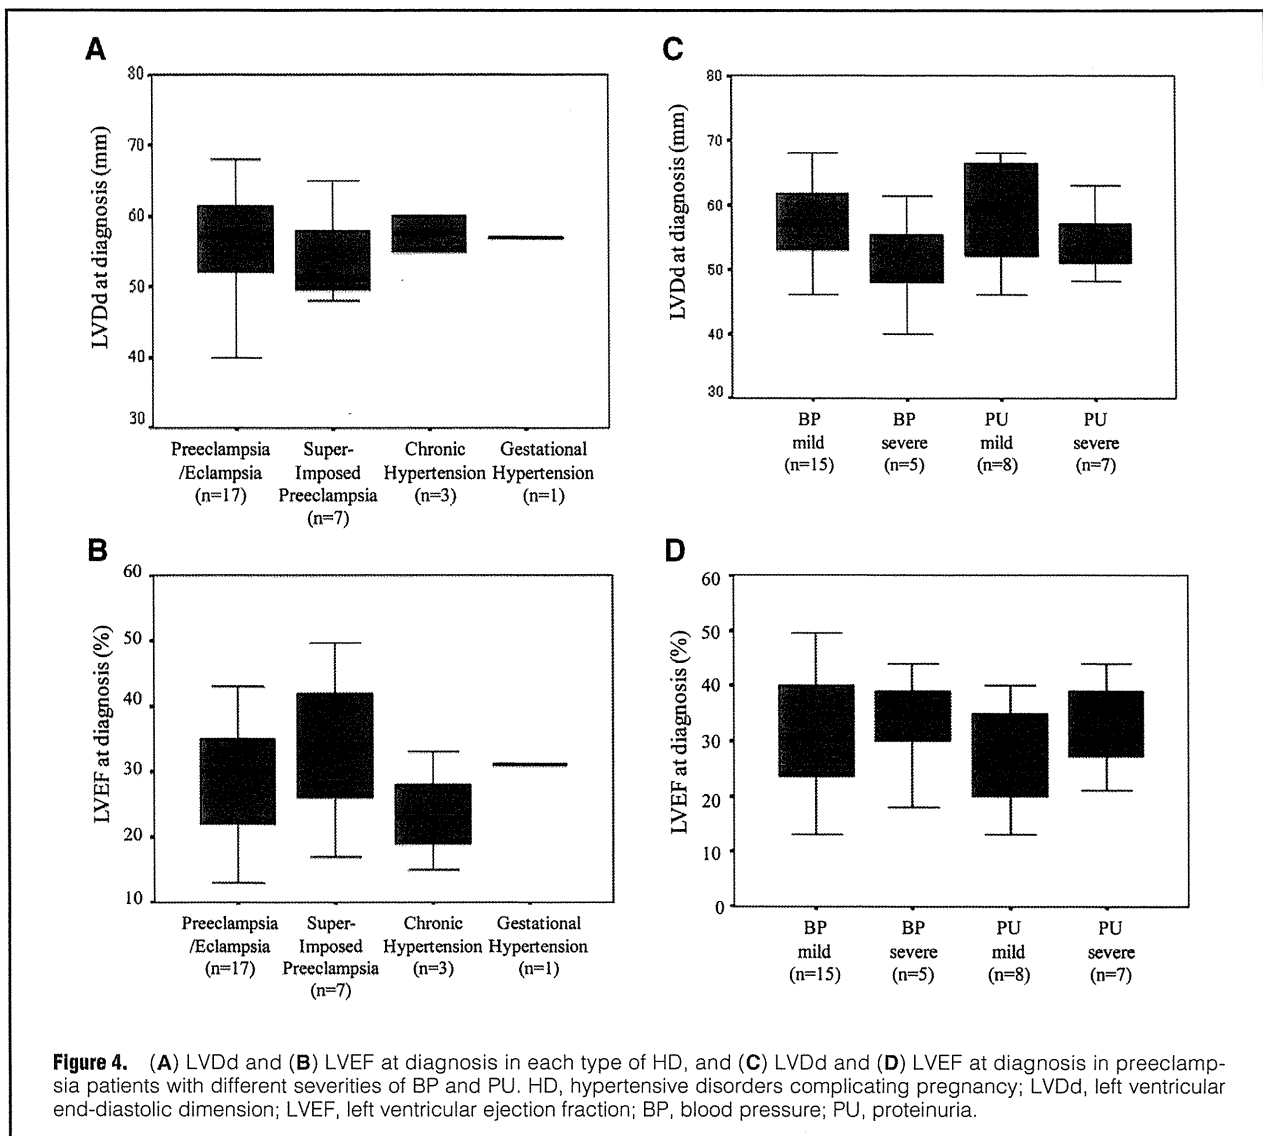 A
LVDd at diagnosis (mm)
80
70
60
50
40
30
Preeclampsia Super- Chronic Gestational
/Eclampsia Imposed Hypertension Hypertension
(n=17) Preeclampsia (n=3) (n=1)
(n=7)
C
LVDd at diagnosis (mm)
80
70
60
50
40
30
BP BP PU PU
mild severe mild severe
(n=15) (n=5) (n=8) (n=7)
B
LVEF at diagnosis (%)
60
50
40
30
20
10
Preeclampsia Super- Chronic Gestational
/Eclampsia Imposed Hypertension Hypertension
(n=17) Preeclampsia (n=3) (n=1)
(n=7)
D
LVEF at diagnosis (%)
60
50
40
30
20
10
0
BP BP PU PU
mild severe mild severe
(n=15) (n=5) (n=8) (n=7)
Figure 4. (A) LVDd and (B) LVEF at diagnosis in each type of HD, and (C) LVDd and (D) LVEF at diagnosis in preeclamp-
sia patients with different severities of BP and PU. HD, hypertensive disorders complicating pregnancy; LVDd, left ventricular
end-diastolic dimension; LVEF, left ventricular ejection fraction; BP, blood pressure; PU, proteinuria.